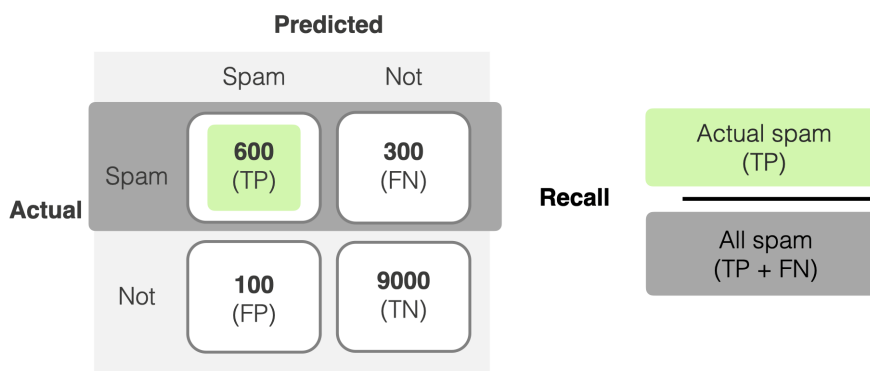 Predicted
Spam Not
600 300
(TP) (FN)
Spam
Actual
100 9000
(FP) (TN)
Not
Recall
Actual spam
(TP)
All spam
(TP + FN)